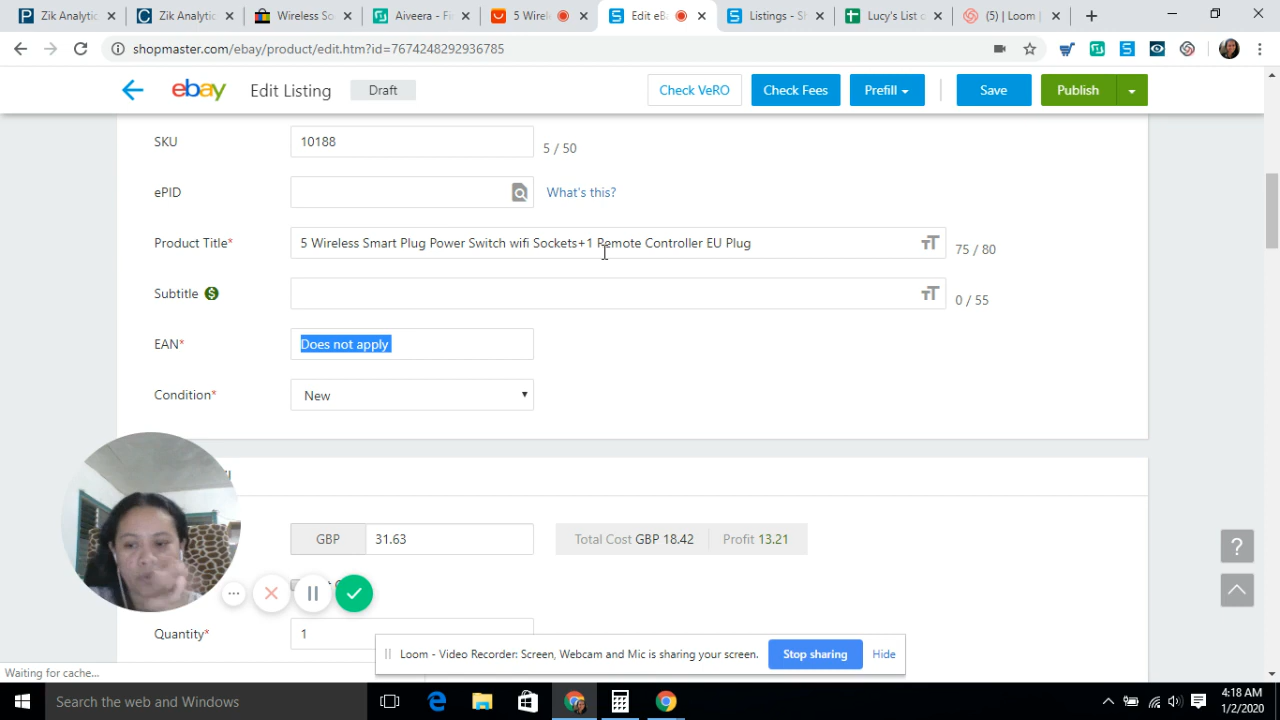 Zik Analytic
Zik Analytic
Wireless So
Aiveera - Fi
5 Wirele
Edit eB
Listings - Sh
Lucy's List o
(5) | Loom |
shopmaster.com/ebay/product/edit.htm?id=7674248292936785
ebay
Edit Listing
Draft
Check VeRO
Check Fees
Prefill
Save
Publish
SKU
10188
5 / 50
ePID
What's this?
Product Title*
5 Wireless Smart Plug Power Switch wifi Sockets+1 Remote Controller EU Plug
75 / 80
Subtitle
0 / 55
EAN*
Does not apply
Condition*
New
GBP
31.63
Total Cost GBP 18.42
Profit 13.21
Quantity*
1
Loom - Video Recorder: Screen, Webcam and Mic is sharing your screen.
Stop sharing
Hide
Waiting for cache...
Search the web and Windows
4:18 AM
1/2/2020